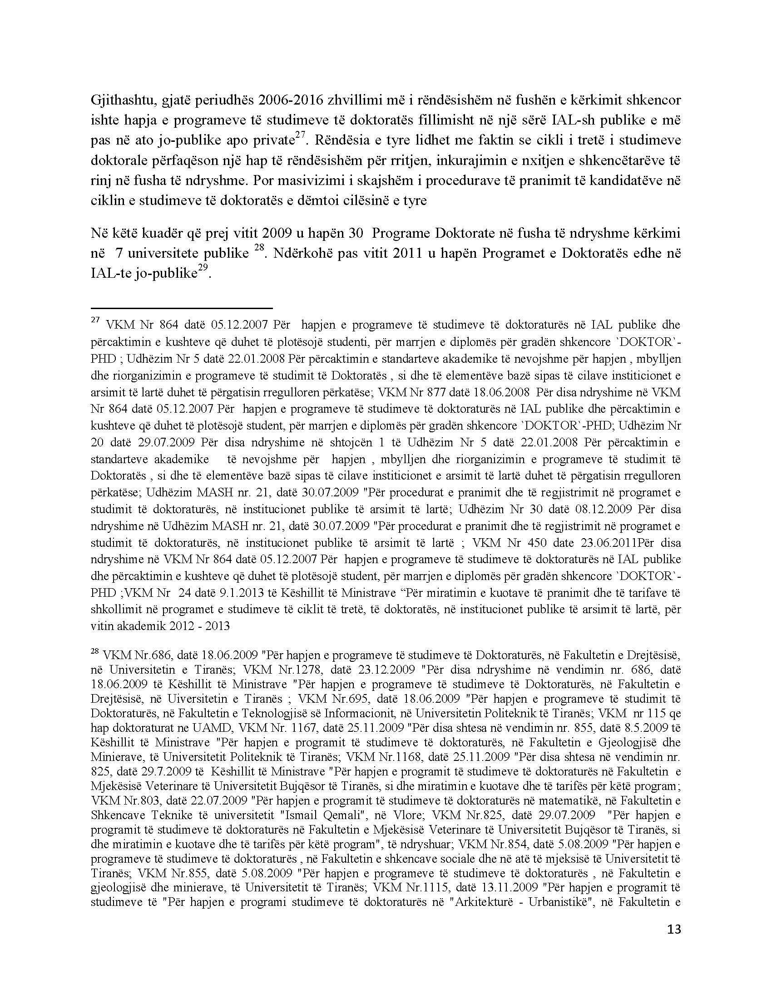 Gjithashtu, gjatë periudhës 2006-2016 zhvillimi më i rëndësishëm në fushën e kërkimit shkencor
ishte hapja e programeve të studimeve të doktoratës fillimisht në një sërë IAL-sh publike e më
pas në ato jo-publike apo private27. Rëndësia e tyre lidhet me faktin se cikli i tretë i studimeve
doktorale përfaqëson një hap të rëndësishëm për rritjen, inkurajimin e nxitjen e shkencëtarëve të
rinj në fusha të ndryshme. Por masivizimi i skajshëm i procedurave të pranimit të kandidatëve në
ciklin e studimeve të doktoratës e dëmtoi cilësinë e tyre
Në këtë kuadër që prej vitit 2009 u hapën 30  Programe Doktorate në fusha të ndryshme kërkimi
në  7 universitete publike 28. Ndërkohë pas vitit 2011 u hapën Programet e Doktoratës edhe në
IAL-te jo-publike29.
27 VKM Nr 864 datë 05.12.2007 Për  hapjen e programeve të studimeve të doktoraturës në IAL publike dhe
përcaktimin e kushteve që duhet të plotësojë studenti, për marrjen e diplomës për gradën shkencore `DOKTOR`-
PHD ; Udhëzim Nr 5 datë 22.01.2008 Për përcaktimin e standarteve akademike të nevojshme për hapjen , mbylljen
dhe riorganizimin e programeve të studimit të Doktoratës , si dhe të elementëve bazë sipas të cilave institicionet e
arsimit të lartë duhet të përgatisin rregulloren përkatëse; VKM Nr 877 datë 18.06.2008  Për disa ndryshime në VKM
Nr 864 datë 05.12.2007 Për  hapjen e programeve të studimeve të doktoraturës në IAL publike dhe përcaktimin e
kushteve që duhet të plotësojë student, për marrjen e diplomës për gradën shkencore `DOKTOR`-PHD; Udhëzim Nr
20 datë 29.07.2009 Për disa ndryshime në shtojcën 1 të Udhëzim Nr 5 datë 22.01.2008 Për përcaktimin e
standarteve akademike   të nevojshme për  hapjen , mbylljen dhe riorganizimin e programeve të studimit të
Doktoratës , si dhe të elementëve bazë sipas të cilave institicionet e arsimit të lartë duhet të përgatisin rregulloren
përkatëse; Udhëzim MASH nr. 21, datë 30.07.2009 "Për procedurat e pranimit dhe të regjistrimit në programet e
studimit të doktoraturës, në institucionet publike të arsimit të lartë; Udhëzim Nr 30 datë 08.12.2009 Për disa
ndryshime në Udhëzim MASH nr. 21, datë 30.07.2009 "Për procedurat e pranimit dhe të regjistrimit në programet e
studimit të doktoraturës, në institucionet publike të arsimit të lartë ; VKM Nr 450 date 23.06.2011Për disa
ndryshime në VKM Nr 864 datë 05.12.2007 Për  hapjen e programeve të studimeve të doktoraturës në IAL publike
dhe përcaktimin e kushteve që duhet të plotësojë student, për marrjen e diplomës për gradën shkencore `DOKTOR`-
PHD ;VKM Nr  24 datë 9.1.2013 të Këshillit të Ministrave “Për miratimin e kuotave të pranimit dhe të tarifave të
shkollimit në programet e studimeve të ciklit të tretë, të doktoratës, në institucionet publike të arsimit të lartë, për
vitin akademik 2012 - 2013
28 VKM Nr.686, datë 18.06.2009 "Për hapjen e programeve të studimeve të Doktoraturës, në Fakultetin e Drejtësisë,
në Universitetin e Tiranës; VKM Nr.1278, datë 23.12.2009 "Për disa ndryshime në vendimin nr. 686, datë
18.06.2009 të Këshillit të Ministrave "Për hapjen e programeve të studimeve të Doktoraturës, në Fakultetin e
Drejtësisë, në Uiversitetin e Tiranës ; VKM Nr.695, datë 18.06.2009 "Për hapjen e programeve të studimit të
Doktoraturës, në Fakultetin e Teknologjisë së Informacionit, në Universitetin Politeknik të Tiranës; VKM  nr 115 qe
hap doktoraturat ne UAMD, VKM Nr. 1167, datë 25.11.2009 "Për disa shtesa në vendimin nr. 855, datë 8.5.2009 të
Këshillit të Ministrave "Për hapjen e programit të studimeve të doktoraturës, në Fakultetin e Gjeologjisë dhe
Minierave, të Universitetit Politeknik të Tiranës; VKM Nr.1168, datë 25.11.2009 "Për disa shtesa në vendimin nr.
825, datë 29.7.2009 të  Këshillit të Ministrave "Për hapjen e programit të studimeve të doktoraturës në Fakultetin  e
Mjekësisë Veterinare të Universitetit Bujqësor të Tiranës, si dhe miratimin e kuotave dhe të tarifës për këtë program;
VKM Nr.803, datë 22.07.2009 "Për hapjen e programit të studimeve të doktoraturës në matematikë, në Fakultetin e
Shkencave Teknike të universitetit "Ismail Qemali", në Vlore; VKM Nr.825, datë 29.07.2009  "Për hapjen e
programit të studimeve të doktoraturës në Fakultetin e Mjekësisë Veterinare të Universitetit Bujqësor të Tiranës, si
dhe miratimin e kuotave dhe të tarifës për këtë program", të ndryshuar; VKM Nr.854, datë 5.08.2009 "Për hapjen e
programeve të studimeve të doktoraturës , në Fakultetin e shkencave sociale dhe në atë të mjeksisë të Universitetit të
Tiranës; VKM Nr.855, datë 5.08.2009 "Për hapjen e programeve të studimeve të doktoraturës , në Fakultetin e
gjeologjisë dhe minierave, të Universitetit të Tiranës; VKM Nr.1115, datë 13.11.2009 "Për hapjen e programit të
studimeve të "Për hapjen e programi studimeve të doktoraturës në "Arkitekturë - Urbanistikë", në Fakultetin e
13